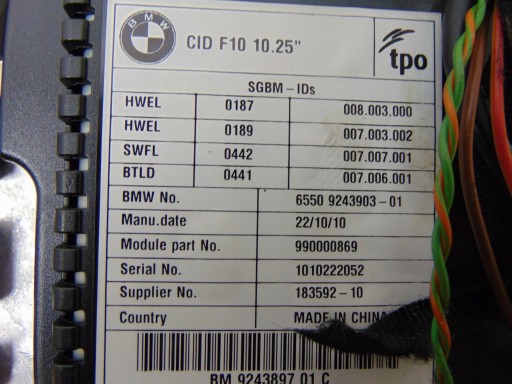 BMW
CID F10 10.25"
tpo
SGBM-IDs
HWEL 0187 008.003.000
HWEL 0189 007.003.002
SWFL 0442 007.007.001
BTLD 0441 007.006.001
BMW No. 6550 9243903-01
Manu.date 22/10/10
Module part No. 990000869
Serial No. 1010222052
Supplier No. 183592-10
Country MADE IN CHINA
BM 9243897 01 C